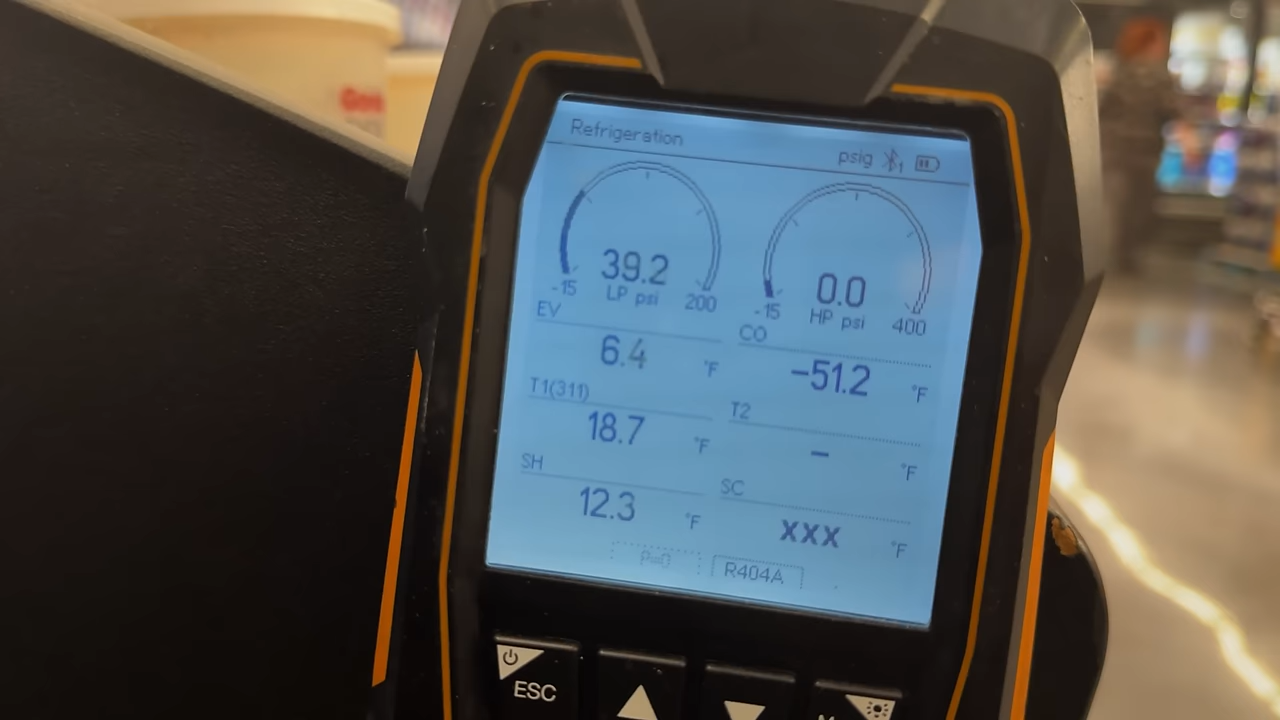 Refrigeration
psig
39.2
-15 LP psi 200
0.0
-15 HP psi 400
EV
6.4 °F
CO
-51.2 °F
T1(311)
18.7 °F
T2
- °F
SH
12.3 °F
SC
xxx °F
P=0
R404A
ESC